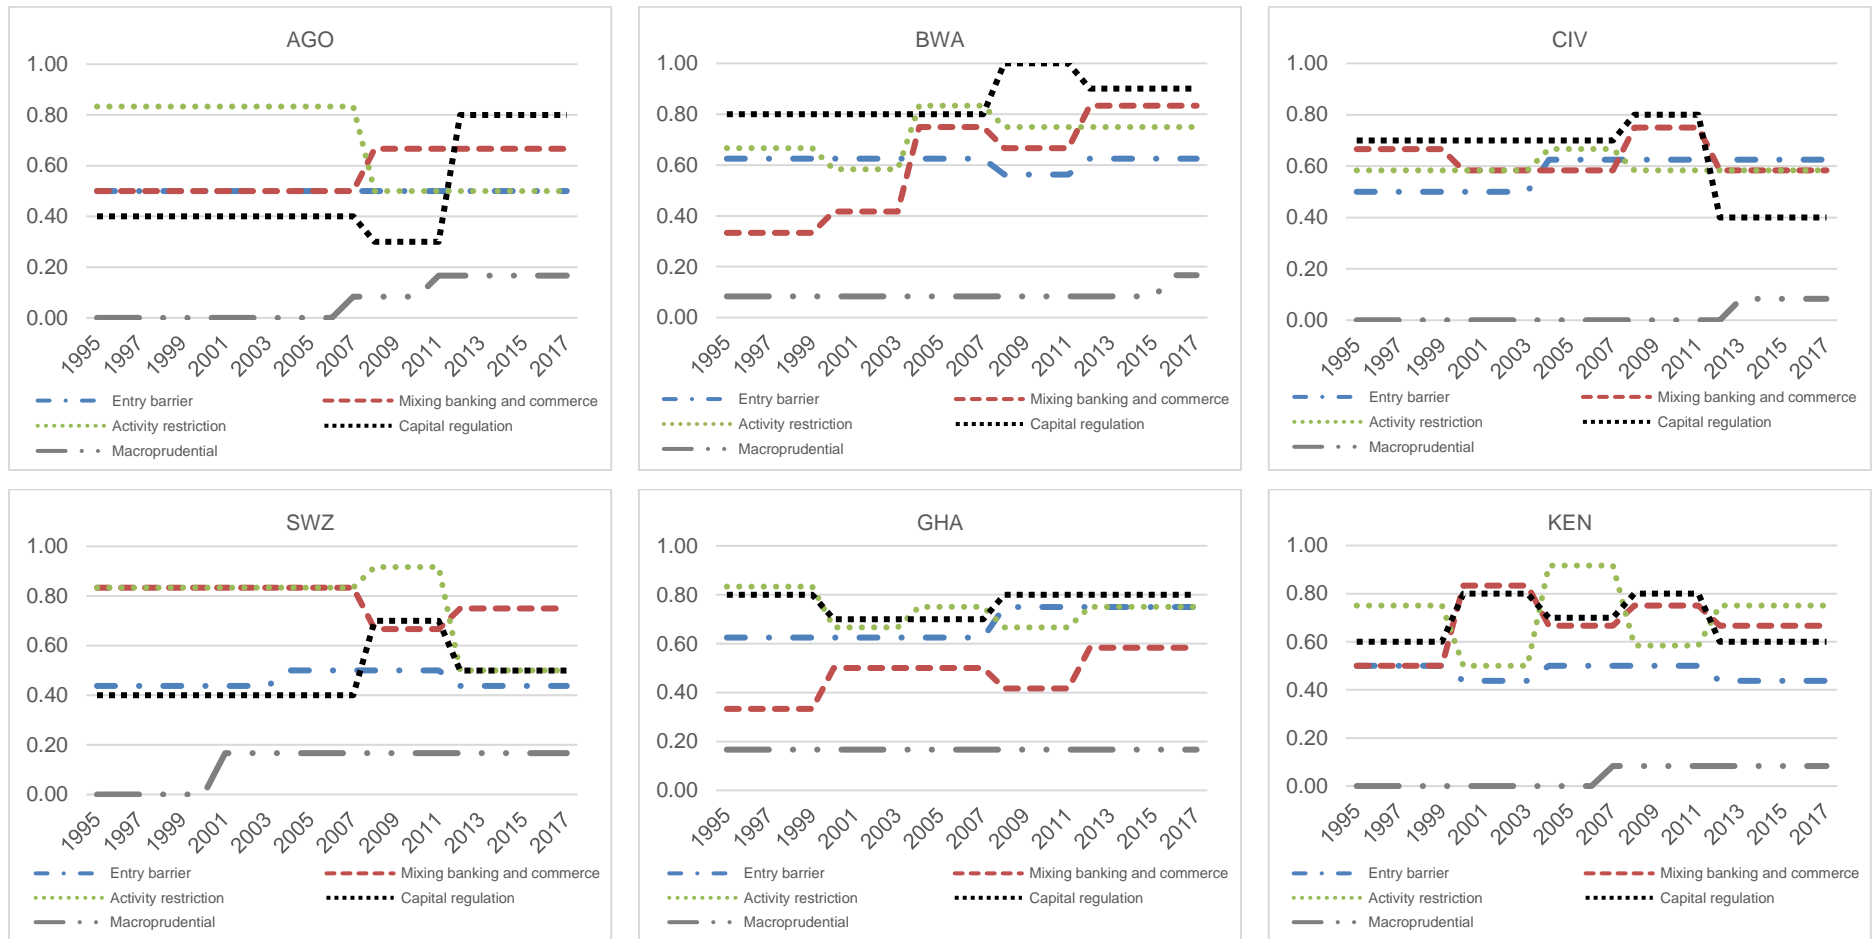 AGO
1.00
0.80
0.60
0.40
0.20
0.00
1995 1997 1999 2001 2003 2005 2007 2009 2011 2013 2015 2017
Entry barrier Mixing banking and commerce
Activity restriction Capital regulation
Macroprudential
BWA
1.00
0.80
0.60
0.40
0.20
0.00
1995 1997 1999 2001 2003 2005 2007 2009 2011 2013 2015 2017
Entry barrier Mixing banking and commerce
Activity restriction Capital regulation
Macroprudential
CIV
1.00
0.80
0.60
0.40
0.20
0.00
1995 1997 1999 2001 2003 2005 2007 2009 2011 2013 2015 2017
Entry barrier Mixing banking and commerce
Activity restriction Capital regulation
Macroprudential
SWZ
1.00
0.80
0.60
0.40
0.20
0.00
1995 1997 1999 2001 2003 2005 2007 2009 2011 2013 2015 2017
Entry barrier Mixing banking and commerce
Activity restriction Capital regulation
Macroprudential
GHA
1.00
0.80
0.60
0.40
0.20
0.00
1995 1997 1999 2001 2003 2005 2007 2009 2011 2013 2015 2017
Entry barrier Mixing banking and commerce
Activity restriction Capital regulation
Macroprudential
KEN
1.00
0.80
0.60
0.40
0.20
0.00
1995 1997 1999 2001 2003 2005 2007 2009 2011 2013 2015 2017
Entry barrier Mixing banking and commerce
Activity restriction Capital regulation
Macroprudential